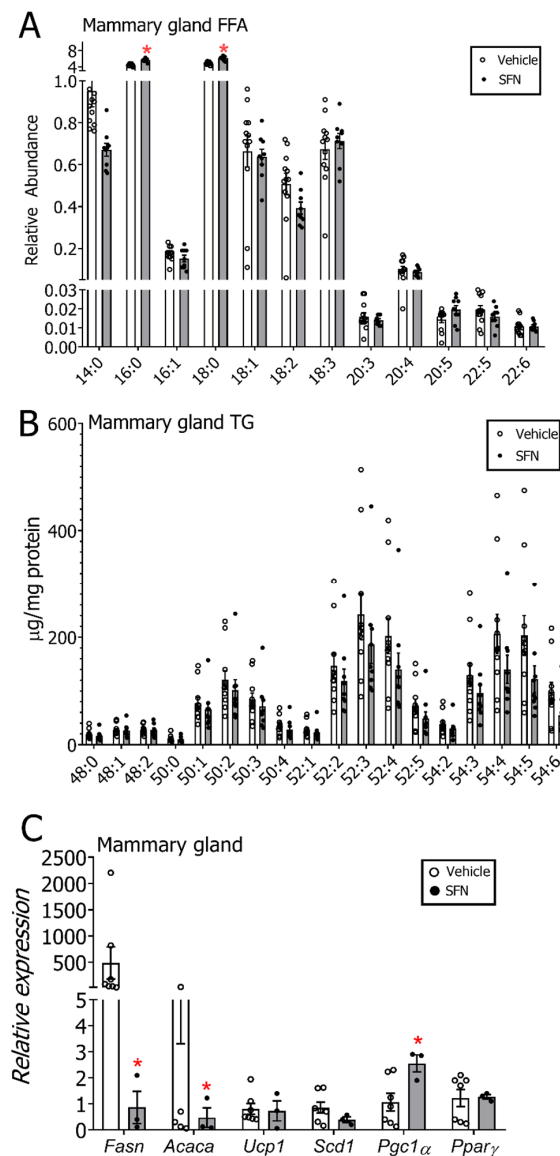 A
Mammary gland FFA
Vehicle
SFN
Relative Abundance
8
4
1.0
0.8
0.6
0.4
0.2
0.03
0.02
0.01
0.00
* *
14:0 16:0 16:1 18:0 18:1 18:2 18:3 20:3 20:4 20:5 22:5 22:6
B
Mammary gland TG
Vehicle
SFN
μg/mg protein
600
400
200
0
48:0 48:1 48:2 50:0 50:1 50:2 50:3 50:4 52:1 52:2 52:3 52:4 52:5 54:2 54:3 54:4 54:5 54:6
C
Mammary gland
Vehicle
SFN
Relative expression
2500
2000
1500
1000
500
5
4
3
2
1
0
* * *
Fasn Acaca Ucp1 Scd1 Pgc1α Pparγ